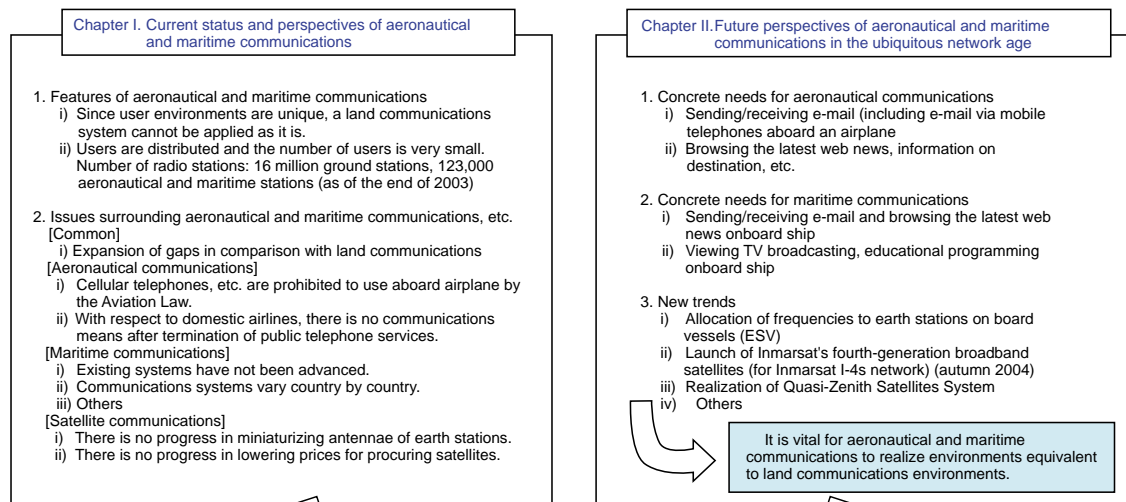 Chapter I. Current status and perspectives of aeronautical
and maritime communications
1. Features of aeronautical and maritime communications
i) Since user environments are unique, a land communications
system cannot be applied as it is.
ii) Users are distributed and the number of users is very small.
Number of radio stations: 16 million ground stations, 123,000
aeronautical and maritime stations (as of the end of 2003)
2. Issues surrounding aeronautical and maritime communications, etc.
[Common]
i) Expansion of gaps in comparison with land communications
[Aeronautical communications]
i) Cellular telephones, etc. are prohibited to use aboard airplane by
the Aviation Law.
ii) With respect to domestic airlines, there is no communications
means after termination of public telephone services.
[Maritime communications]
i) Existing systems have not been advanced.
ii) Communications systems vary country by country.
iii) Others
[Satellite communications]
i) There is no progress in miniaturizing antennae of earth stations.
ii) There is no progress in lowering prices for procuring satellites.
Chapter II.Future perspectives of aeronautical and maritime
communications in the ubiquitous network age
1. Concrete needs for aeronautical communications
i) Sending/receiving e-mail (including e-mail via mobile
telephones aboard an airplane
ii) Browsing the latest web news, information on
destination, etc.
2. Concrete needs for maritime communications
i) Sending/receiving e-mail and browsing the latest web
news onboard ship
ii) Viewing TV broadcasting, educational programming
onboard ship
3. New trends
i) Allocation of frequencies to earth stations on board
vessels (ESV)
ii) Launch of Inmarsat's fourth-generation broadband
satellites (for Inmarsat I-4s network) (autumn 2004)
iii) Realization of Quasi-Zenith Satellites System
iv) Others
It is vital for aeronautical and maritime
communications to realize environments equivalent
to land communications environments.